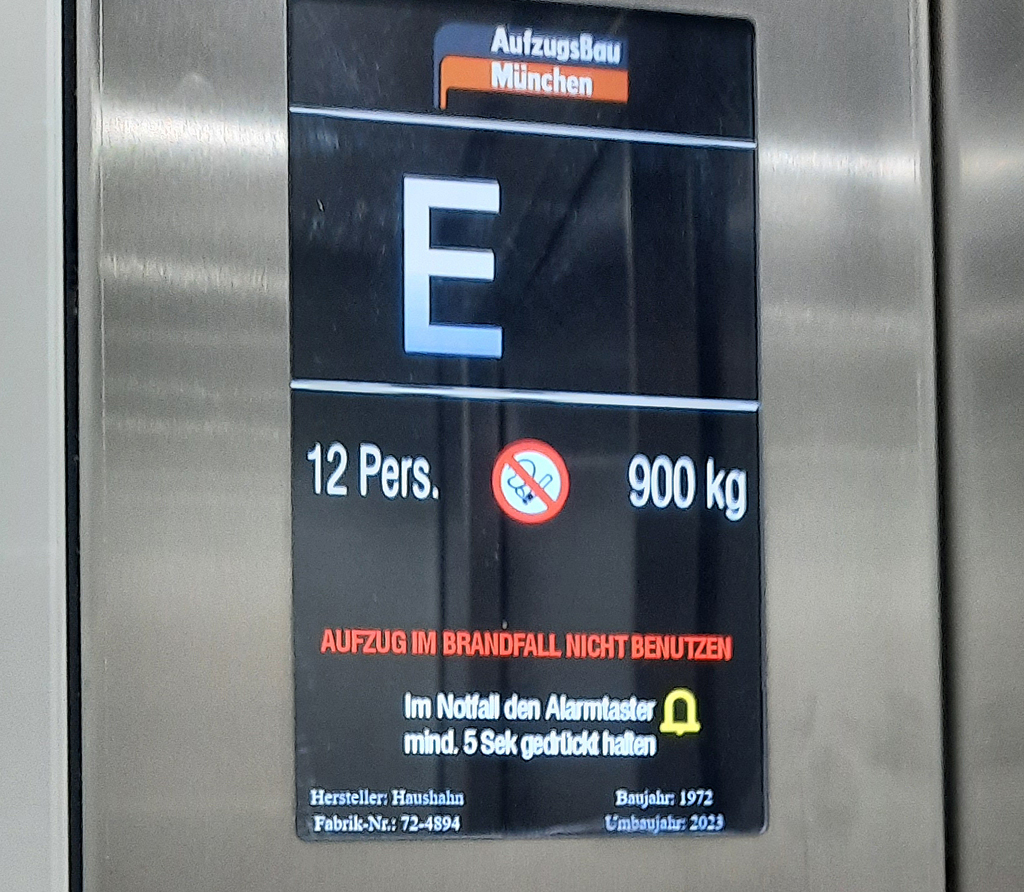 AufzugsBau
München
E
12 Pers.
900 kg
AUFZUG IM BRANDFALL NICHT BENUTZEN
Im Notfall den Alarmtaster
mind. 5 Sek gedrückt halten
Hersteller: Haushahn
Baujahr: 1972
Fabrik-Nr.: 72-4894
Umbaujahr: 2023